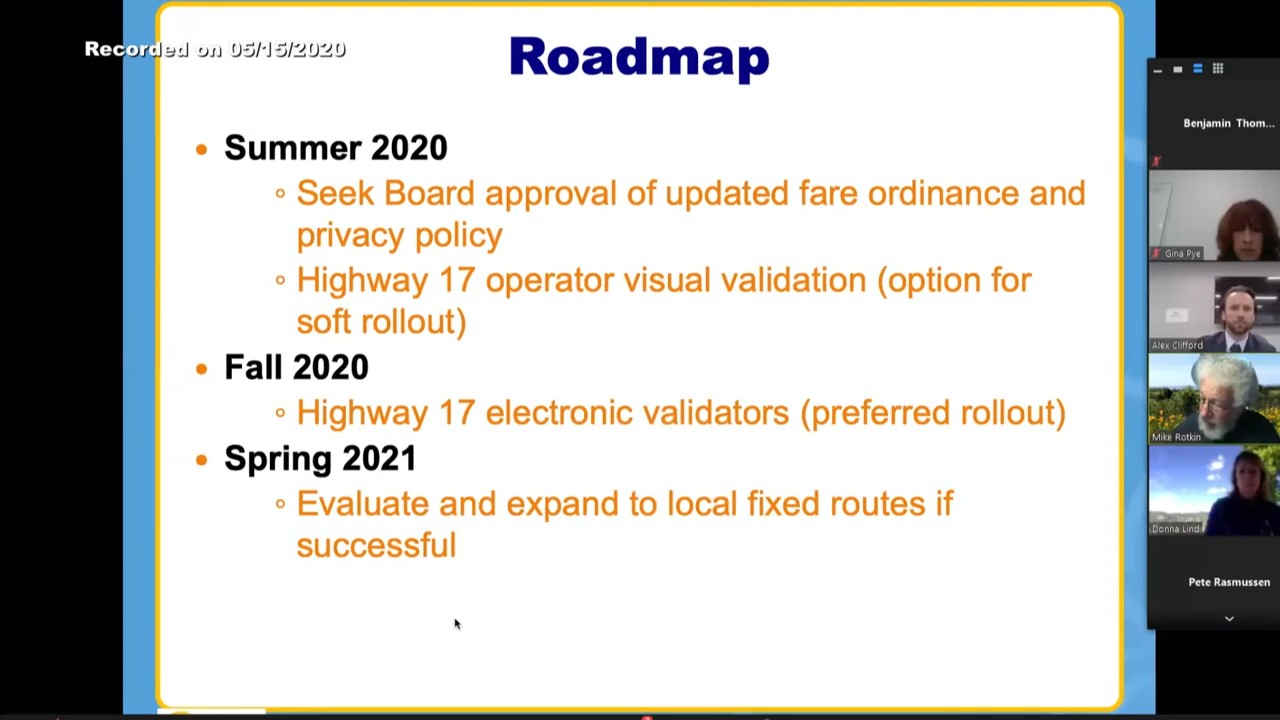 Recorded on 05/15/2020
Roadmap
Summer 2020
Seek Board approval of updated fare ordinance and
privacy policy
Highway 17 operator visual validation (option for
soft rollout)
Fall 2020
Highway 17 electronic validators (preferred rollout)
Spring 2021
Evaluate and expand to local fixed routes if
successful
Benjamin Thom...
Gina Pye
Alex Clifford
Mike Rotkin
Donna Lind
Pete Rasmussen